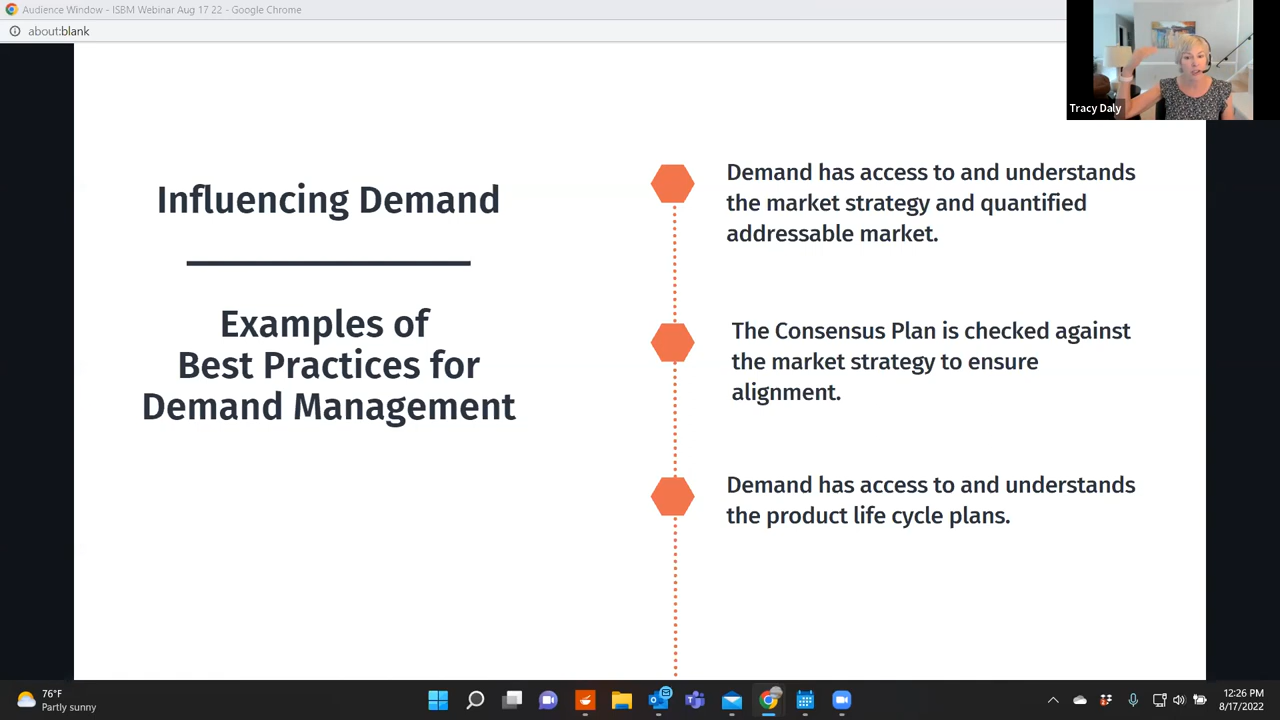 Audience Window - ISBM Webinar Aug 17 22 - Google Chrome
about:blank
Tracy Daly
Influencing Demand
Examples of
Best Practices for
Demand Management
Demand has access to and understands
the market strategy and quantified
addressable market.
The Consensus Plan is checked against
the market strategy to ensure
alignment.
Demand has access to and understands
the product life cycle plans.
76°F
Partly sunny
12:26 PM
8/17/2022